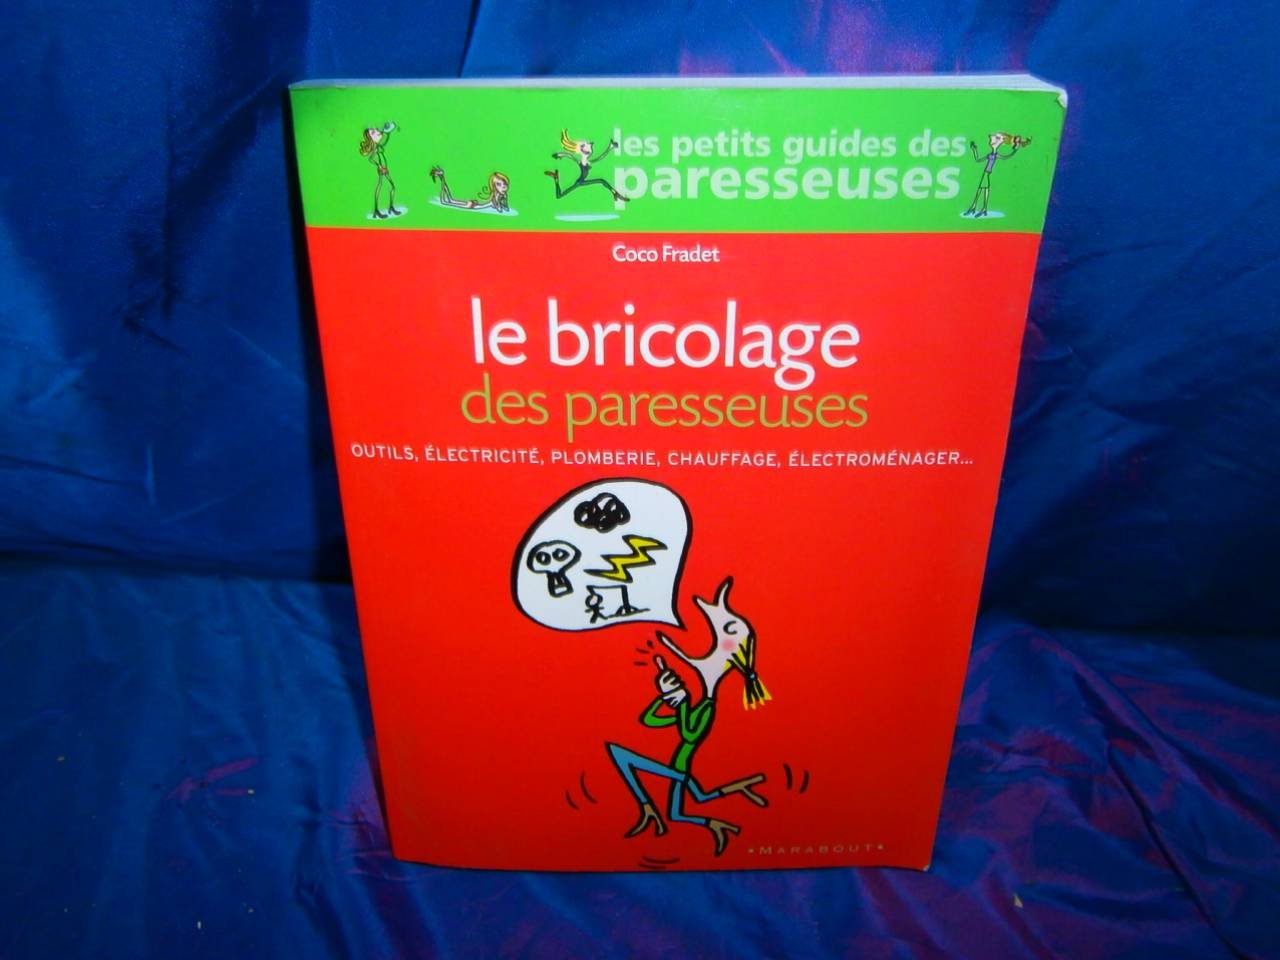 les petits guides des
paresseuses
Coco Fradet
le bricolage
des paresseuses
OUTILS, ÉLECTRICITÉ, PLOMBERIE, CHAUFFAGE, ÉLECTROMÉNAGER...
•MARABOUT•